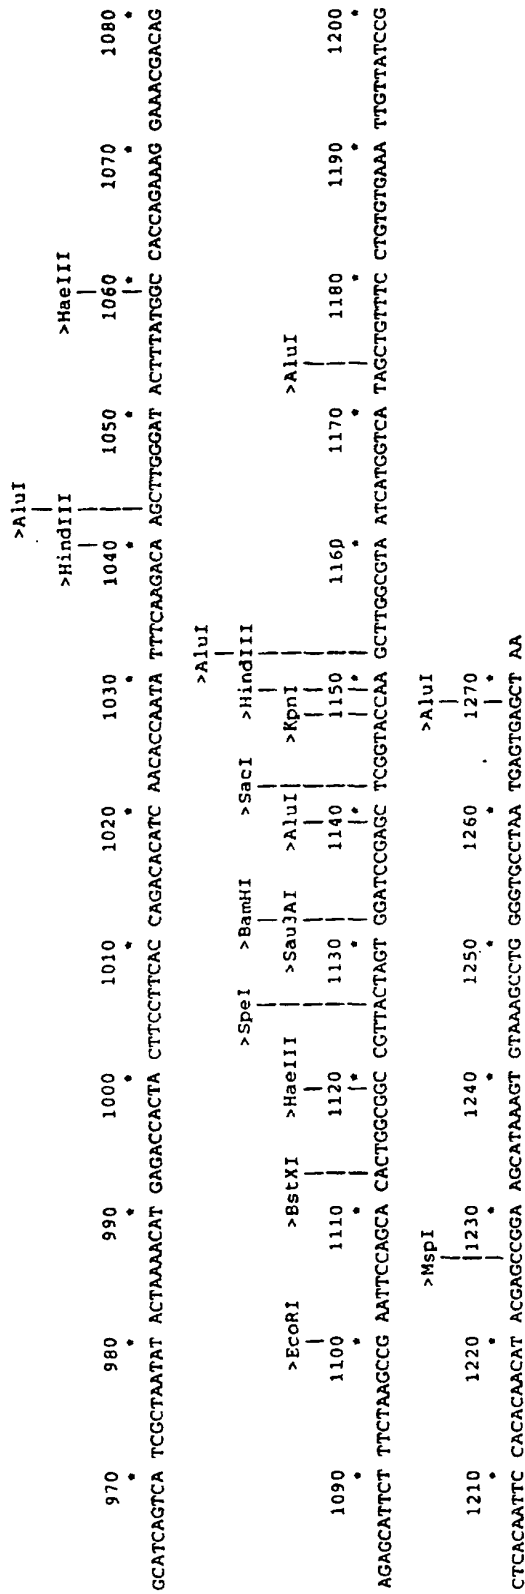 >AluI
>HindIII >HaeIII
970 980 990 1000 1010 1020 1030 1040 1050 1060 1070 1080
* * * * * * * * * * * *
GCATCAGTCA TCGCTAATAT ACTAAAACAT GAGACCACTA CTTCCTTCAC CAGACACATC AACACCAATA TTTCAAGACA AGCTTGGGAT ACTTTATGGC CACCAGAAAG GAAACGACAG
>AluI
>SpeI >BamHI >SacI >HindIII
>EcoRI >BstXI >HaeIII >Sau3AI >AluI >KpnI >AluI
1090 1100 1110 1120 1130 1140 1150 1160 1170 1180 1190 1200
* * * * * * * * * * * *
AGAGCATTCT TTCTAAGCCG AATTCCAGCA CACTGGCGGC CGTTACTAGT GGATCCGAGC TCGGTACCAA GCTTGGCGTA ATCATGGTCA TAGCTGTTTC CTGTGTGAAA TTGTTATCCG
>MspI >AluI
1210 1220 1230 1240 1250 1260 1270
* * * * * * *
CTCACAATTC CACACAACAT ACGAGCCGGA AGCATAAAGT GTAAAGCCTG GGGTGCCTAA TGAGTGAGCT AA